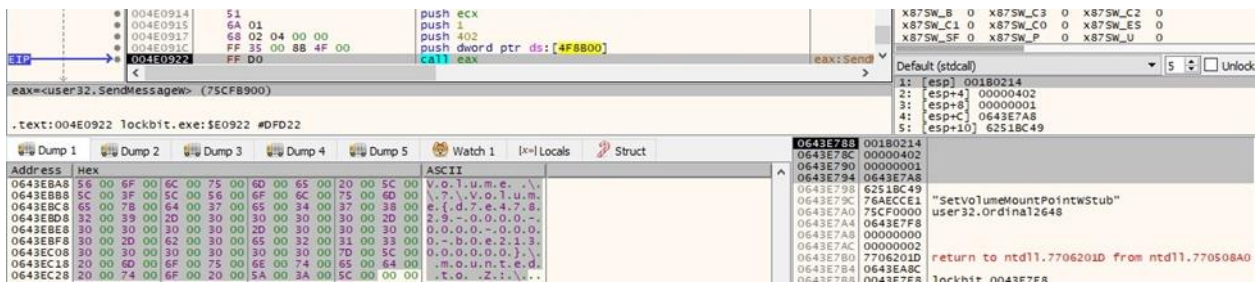 004E0914 51 push ecx
004E0915 6A 01 push 1
004E0917 68 02 04 00 00 push 402
004E091C FF 35 00 8B 4F 00 push dword ptr ds:[4F8B00]
EIP 004E0922 FF D0 call eax eax:Send
x87SW_B 0 x87SW_C3 0 x87SW_C2 0
x87SW_C1 0 x87SW_C0 0 x87SW_ES 0
x87SW_SF 0 x87SW_P 0 x87SW_U 0
Default (stdcall) 5 Unlock
1: [esp] 001B0214
2: [esp+4] 00000402
3: [esp+8] 00000001
4: [esp+C] 0643E7A8
5: [esp+10] 6251BC49
eax=<user32.SendMessageW> (75CFB900)
.text:004E0922 lockbit.exe:$E0922 #DFD22
Dump 1 Dump 2 Dump 3 Dump 4 Dump 5 Watch 1 [x=] Locals Struct
Address Hex ASCII
0643EBA8 56 00 6F 00 6C 00 75 00 6D 00 65 00 20 00 5C 00 V.o.l.u.m.e. .\.
0643EBB8 5C 00 3F 00 5C 00 56 00 6F 00 6C 00 75 00 6D 00 \.?.\.V.o.l.u.m.
0643EBC8 65 00 7B 00 64 00 37 00 65 00 34 00 37 00 38 00 e.{.d.7.e.4.7.8.
0643EBD8 32 00 39 00 2D 00 30 00 30 00 30 00 30 00 2D 00 2.9.-.0.0.0.0.-.
0643EBE8 30 00 30 00 30 00 30 00 2D 00 30 00 30 00 30 00 0.0.0.0.-.0.0.0.
0643EBF8 30 00 2D 00 62 00 30 00 65 00 32 00 31 00 33 00 0.-.b.0.e.2.1.3.
0643EC08 30 00 30 00 30 00 30 00 30 00 30 00 7D 00 5C 00 0.0.0.0.0.0.}.\.
0643EC18 20 00 6D 00 6F 00 75 00 6E 00 74 00 65 00 64 00 .m.o.u.n.t.e.d.
0643EC28 20 00 74 00 6F 00 20 00 5A 00 3A 00 5C 00 00 00 .t.o. .Z.:.\...
0643E788 001B0214
0643E78C 00000402
0643E790 00000001
0643E794 0643E7A8
0643E798 6251BC49
0643E79C 76AECCE1 "SetVolumeMountPointWStub"
0643E7A0 75CF0000 user32.Ordinal2648
0643E7A4 0643E7F8
0643E7A8 00000000
0643E7AC 00000002
0643E7B0 7706201D return to ntdll.7706201D from ntdll.770508A0
0643E7B4 0643EA8C
0643E7B8 0043E7E8 lockbit.0043E7E8